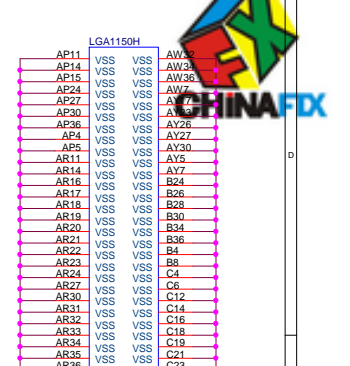 LGA1150H
AP11 VSS VSS AW32
AP14 VSS VSS AW34
AP15 VSS VSS AW36
AP24 VSS VSS AW7
AP27 VSS VSS
AP30 VSS VSS
AP36 VSS VSS AY26
AP4 VSS VSS AY27
AP5 VSS VSS AY30
AR11 VSS VSS AY5
AR14 VSS VSS AY7
AR16 VSS VSS B24
AR17 VSS VSS B26
AR18 VSS VSS B28
AR19 VSS VSS B30
AR20 VSS VSS B34
AR21 VSS VSS B36
AR22 VSS VSS B4
AR23 VSS VSS B8
AR24 VSS VSS C4
AR27 VSS VSS C6
AR30 VSS VSS C12
AR31 VSS VSS C14
AR32 VSS VSS C16
AR33 VSS VSS C18
AR34 VSS VSS C19
AR35 VSS VSS C21
AR36 C23
CHINAFIX
D